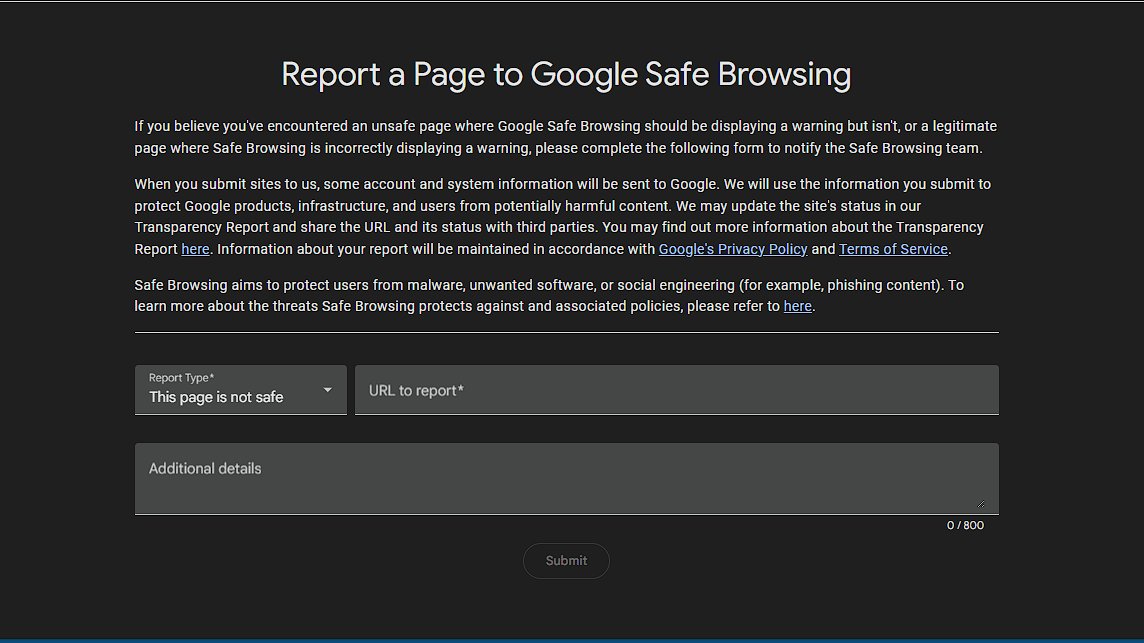 Report a Page to Google Safe Browsing
If you believe you've encountered an unsafe page where Google Safe Browsing should be displaying a warning but isn't, or a legitimate
page where Safe Browsing is incorrectly displaying a warning, please complete the following form to notify the Safe Browsing team.
When you submit sites to us, some account and system information will be sent to Google. We will use the information you submit to
protect Google products, infrastructure, and users from potentially harmful content. We may update the site's status in our
Transparency Report and share the URL and its status with third parties. You may find out more information about the Transparency
Report here. Information about your report will be maintained in accordance with Google's Privacy Policy and Terms of Service.
Safe Browsing aims to protect users from malware, unwanted software, or social engineering (for example, phishing content). To
learn more about the threats Safe Browsing protects against and associated policies, please refer to here.
Report Type*
This page is not safe
URL to report*
Additional details
0 / 800
Submit